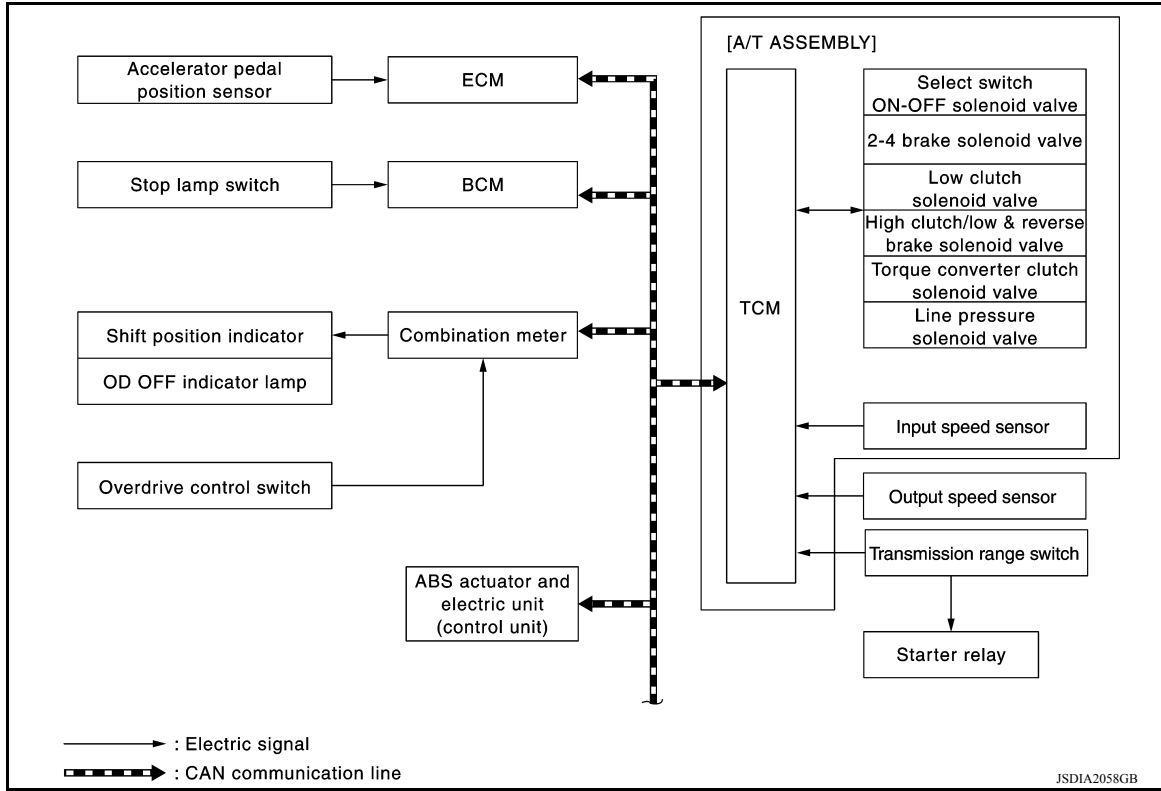 [A/T ASSEMBLY]
Accelerator pedal
position sensor
ECM
Stop lamp switch
BCM
Shift position indicator
OD OFF indicator lamp
Combination meter
Overdrive control switch
ABS actuator and
electric unit
(control unit)
TCM
Select switch
ON-OFF solenoid valve
2-4 brake solenoid valve
Low clutch
solenoid valve
High clutch/low & reverse
brake solenoid valve
Torque converter clutch
solenoid valve
Line pressure
solenoid valve
Input speed sensor
Output speed sensor
Transmission range switch
Starter relay
: Electric signal
: CAN communication line
JSDIA2058GB